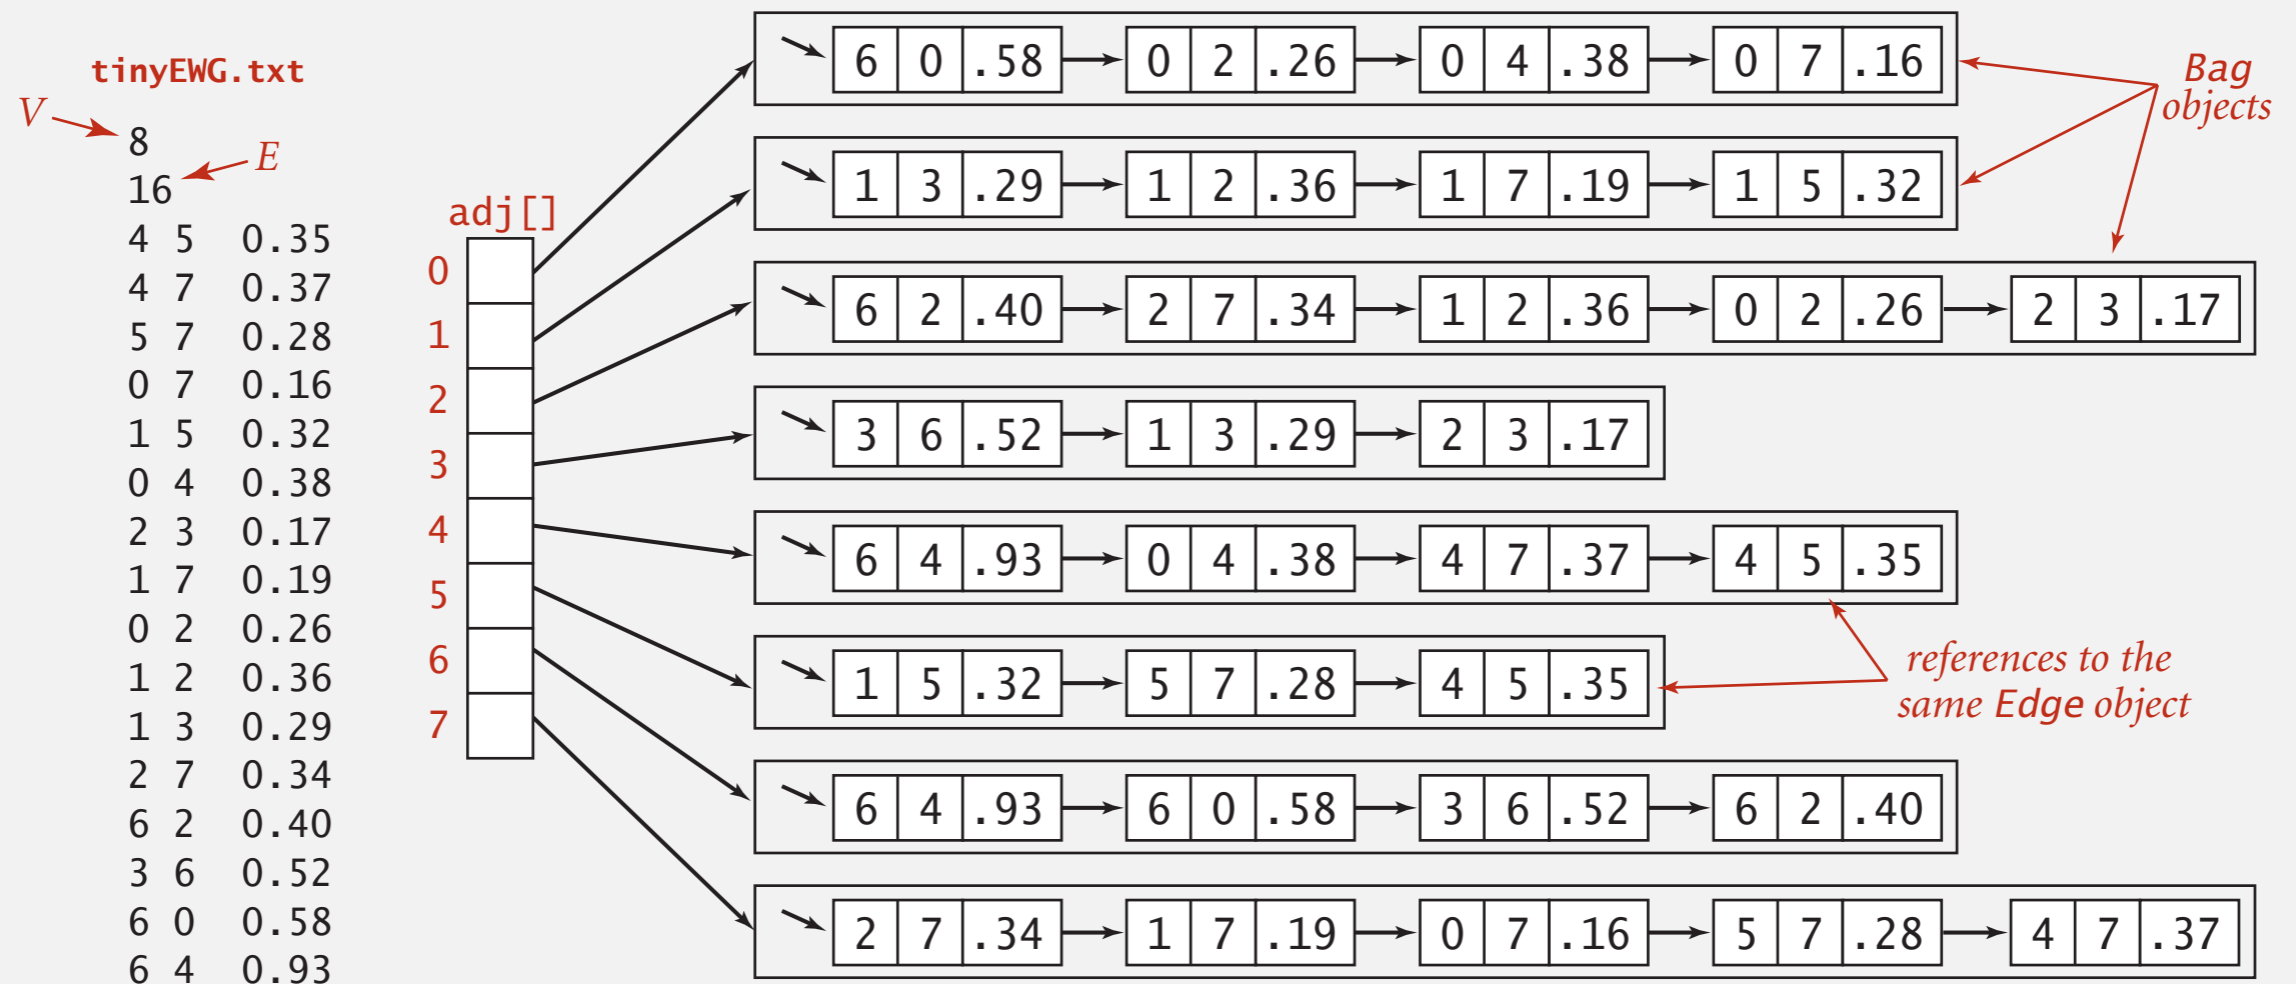 tinyEWG.txt
V
8
E
16
4 5 0.35
4 7 0.37
5 7 0.28
0 7 0.16
1 5 0.32
0 4 0.38
2 3 0.17
1 7 0.19
0 2 0.26
1 2 0.36
1 3 0.29
2 7 0.34
6 2 0.40
3 6 0.52
6 0 0.58
6 4 0.93
adj[]
0
1
2
3
4
5
6
7
6 0 .58 0 2 .26 0 4 .38 0 7 .16
1 3 .29 1 2 .36 1 7 .19 1 5 .32
6 2 .40 2 7 .34 1 2 .36 0 2 .26 2 3 .17
3 6 .52 1 3 .29 2 3 .17
6 4 .93 0 4 .38 4 7 .37 4 5 .35
1 5 .32 5 7 .28 4 5 .35
6 4 .93 6 0 .58 3 6 .52 6 2 .40
2 7 .34 1 7 .19 0 7 .16 5 7 .28 4 7 .37
Bag
objects
references to the
same Edge object